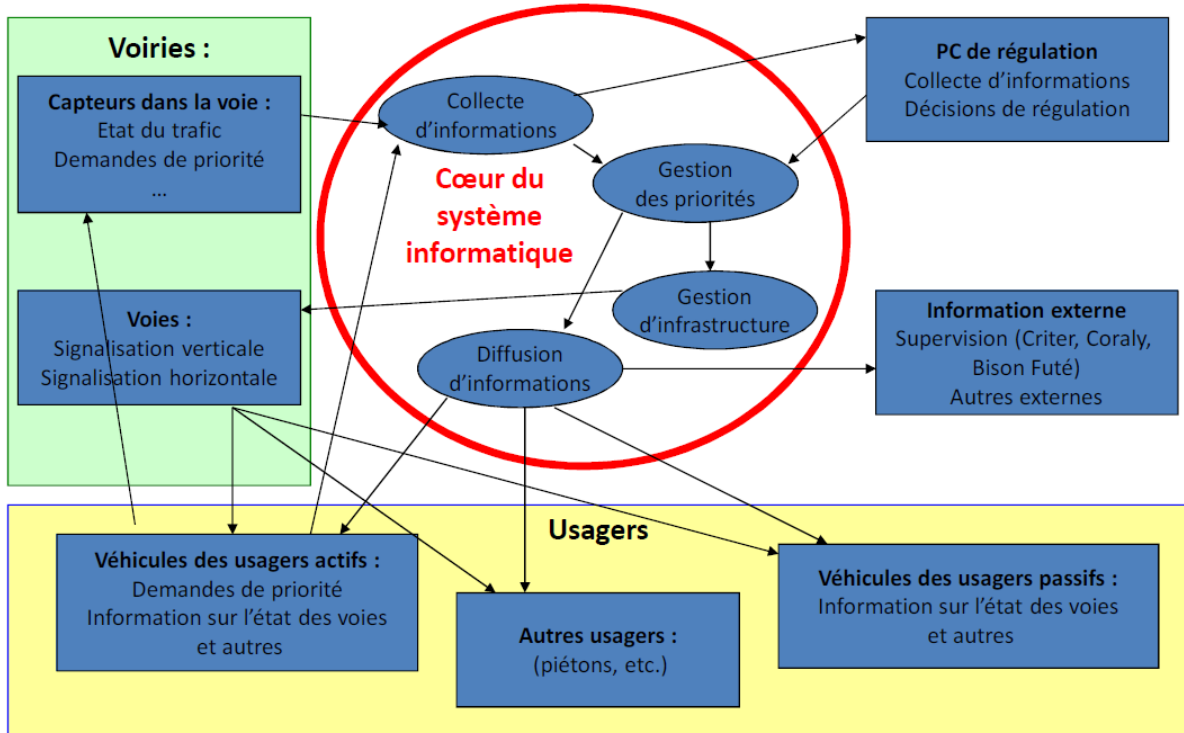 Voiries :
Capteurs dans la voie :
Etat du trafic
Demandes de priorité
...
Voies :
Signalisation verticale
Signalisation horizontale
Collecte
d’informations
Gestion
des priorités
Cœur du
système
informatique
Gestion
d’infrastructure
Diffusion
d’informations
PC de régulation
Collecte d’informations
Décisions de régulation
Information externe
Supervision (Criter, Coraly,
Bison Futé)
Autres externes
Usagers
Véhicules des usagers actifs :
Demandes de priorité
Information sur l’état des voies
et autres
Autres usagers :
(piétons, etc.)
Véhicules des usagers passifs :
Information sur l’état des voies
et autres